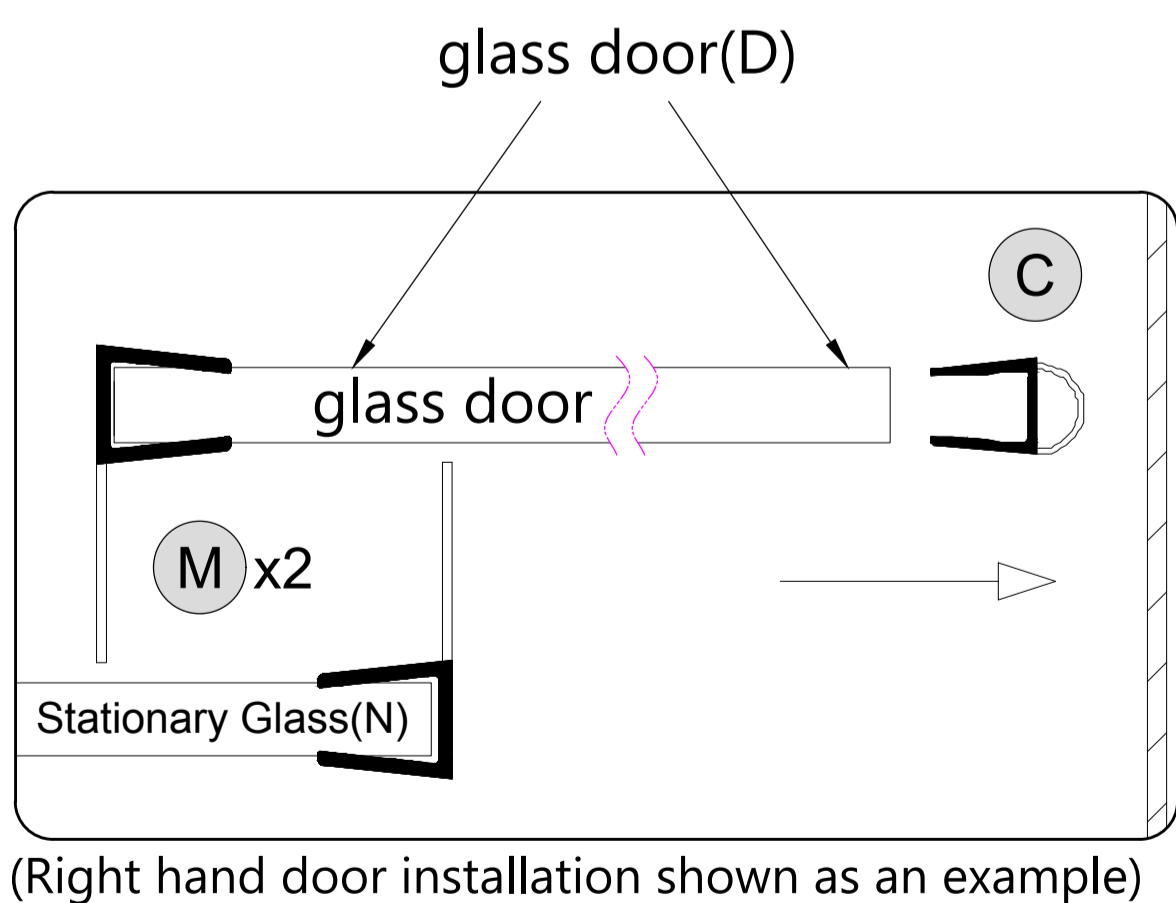 glass door(D)
C
glass door
M x2
Stationary Glass(N)
(Right hand door installation shown as an example)